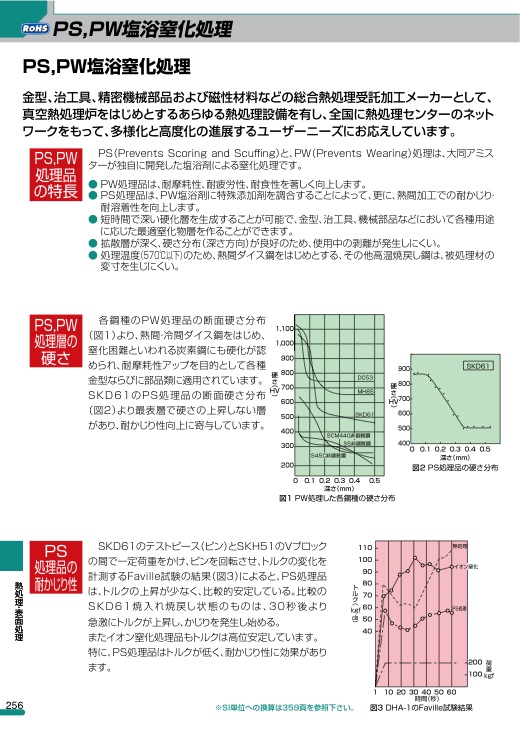 RoHS PS,PW塩浴窒化処理
PS,PW塩浴窒化処理
金型、治工具、精密機械部品および磁性材料などの総合熱処理受託加工メーカーとして、
真空熱処理炉をはじめとするあらゆる熱処理設備を有し、全国に熱処理センターのネット
ワークをもって、多様化と高度化の進展するユーザーニーズにお応えしています。
PS,PW
処理品
の特長
PS(Prevents Scoring and Scuffing)と、PW(Prevents Wearing)処理は、大同アミス
ターが独自に開発した塩浴剤による窒化処理です。
● PW処理品は、耐摩耗性、耐疲労性、耐食性を著しく向上します。
● PS処理品は、PW塩浴剤に特殊添加剤を調合することによって、更に、熱間加工での耐かじり・
耐溶着性を向上します。
● 短時間で深い硬化層を生成することが可能で、金型、治工具、機械部品などにおいて各種用途
に応じた最適窒化物層を作ることができます。
● 拡散層が深く、硬さ分布（深さ方向）が良好のため、使用中の剥離が発生しにくい。
● 処理温度(570℃以下)のため、熱間ダイス鋼をはじめとする、その他高温焼戻し鋼は、被処理材の
変寸を生じにくい。
PS,PW
処理層の
硬さ
各鋼種のPW処理品の断面硬さ分布
（図1）より、熱間・冷間ダイス鋼をはじめ、
窒化困難といわれる炭素鋼にも硬化が認
められ、耐摩耗性アップを目的として各種
金型ならびに部品類に適用されています。
SKD61のPS処理品の断面硬さ分布
（図2）より最表層で硬さの上昇しない層
があり、耐かじり性向上に寄与しています。
1,100
1,000
900
800
700
600
500
400
300
200
硬さ(HV)
DC53
MH85
SKD61
SCM440非調質鋼
SS非調質鋼
S45C非調質鋼
0 0.1 0.2 0.3 0.4 0.5
深さ(mm)
図1 PW処理した各鋼種の硬さ分布
SKD61
900
800
700
600
500
400
硬さ(HV)
0 0.1 0.2 0.3 0.4 0.5
深さ(mm)
図2 PS処理品の硬さ分布
PS
処理品の
耐かじり性
SKD61のテストピース(ピン)とSKH51のVブロック
の間で一定荷重をかけ、ピンを回転させ、トルクの変化を
計測するFaville試験の結果(図3)によると、PS処理品
は、トルクの上昇が少なく、比較的安定している。比較の
SKD61焼入れ焼戻し状態のものは、30秒後より
急激にトルクが上昇し、かじりを発生し始める。
またイオン窒化処理品もトルクは高位安定しています。
特に、PS処理品はトルクが低く、耐かじり性に効果があり
ます。
110
100
90
80
70
60
50
40
トルク
kgf
無処理
イオン窒化
PS処理
200
100
荷重
kgf
1 10 20 30 40 50 60
時間(秒)
図3 DHA-1のFaville試験結果
熱処理・表面処理
256
※SI単位への換算は359頁を参照下さい。